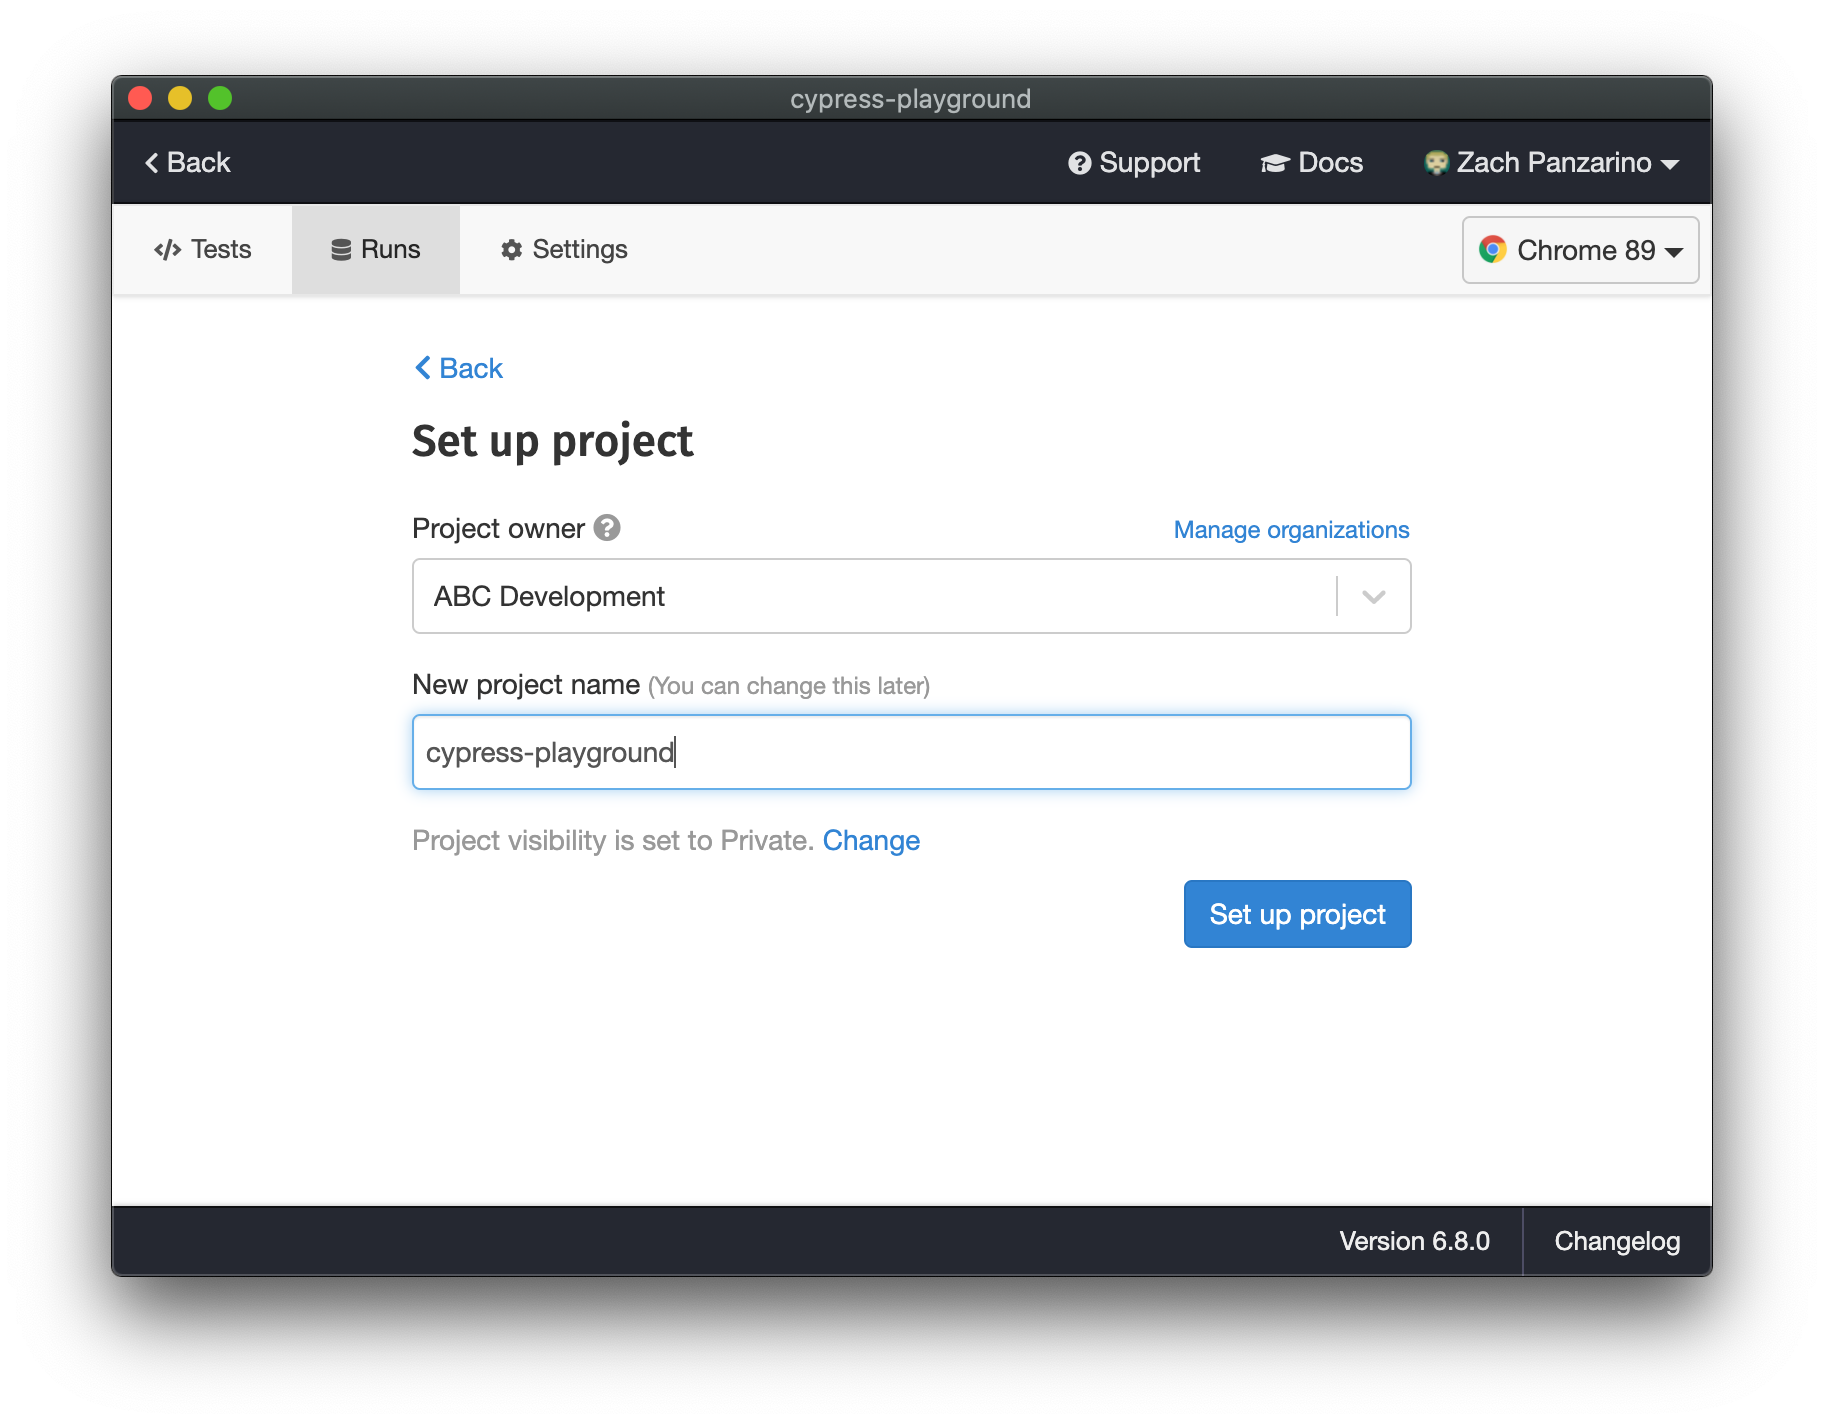 cypress-playground
Back
Support
Docs
Zach Panzarino
Tests
Runs
Settings
Chrome 89
Back
Set up project
Project owner
Manage organizations
ABC Development
New project name (You can change this later)
cypress-playground
Project visibility is set to Private. Change
Set up project
Version 6.8.0
Changelog